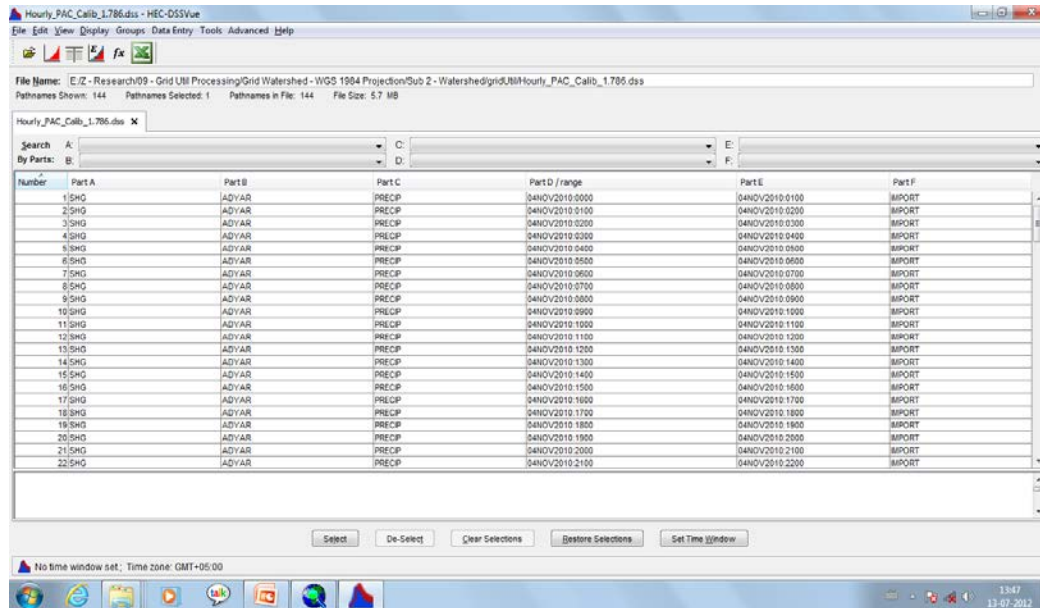 Hourly_PAC_Calib_1.786.dss - HEC-DSSVue
File Edit View Display Groups Data Entry Tools Advanced Help
File Name: E:/Z - Research/09 - Grid Util Processing/Grid Watershed - WGS 1984 Projection/Sub 2 - Watershed/gridUtil/Hourly_PAC_Calib_1.786.dss
Pathnames Shown: 144 Pathnames Selected: 1 Pathnames in File: 144 File Size: 5.7 MB
Hourly_PAC_Calib_1.786.dss X
Search A: C: E:
By Parts: B: D: F:
Number Part A Part B Part C Part D / range Part E Part F
1 SHG ADYAR PRECIP 04NOV2010:0000 04NOV2010:0100 IMPORT
2 SHG ADYAR PRECIP 04NOV2010:0100 04NOV2010:0200 IMPORT
3 SHG ADYAR PRECIP 04NOV2010:0200 04NOV2010:0300 IMPORT
4 SHG ADYAR PRECIP 04NOV2010:0300 04NOV2010:0400 IMPORT
5 SHG ADYAR PRECIP 04NOV2010:0400 04NOV2010:0500 IMPORT
6 SHG ADYAR PRECIP 04NOV2010:0500 04NOV2010:0600 IMPORT
7 SHG ADYAR PRECIP 04NOV2010:0600 04NOV2010:0700 IMPORT
8 SHG ADYAR PRECIP 04NOV2010:0700 04NOV2010:0800 IMPORT
9 SHG ADYAR PRECIP 04NOV2010:0800 04NOV2010:0900 IMPORT
10 SHG ADYAR PRECIP 04NOV2010:0900 04NOV2010:1000 IMPORT
11 SHG ADYAR PRECIP 04NOV2010:1000 04NOV2010:1100 IMPORT
12 SHG ADYAR PRECIP 04NOV2010:1100 04NOV2010:1200 IMPORT
13 SHG ADYAR PRECIP 04NOV2010:1200 04NOV2010:1300 IMPORT
14 SHG ADYAR PRECIP 04NOV2010:1300 04NOV2010:1400 IMPORT
15 SHG ADYAR PRECIP 04NOV2010:1400 04NOV2010:1500 IMPORT
16 SHG ADYAR PRECIP 04NOV2010:1500 04NOV2010:1600 IMPORT
17 SHG ADYAR PRECIP 04NOV2010:1600 04NOV2010:1700 IMPORT
18 SHG ADYAR PRECIP 04NOV2010:1700 04NOV2010:1800 IMPORT
19 SHG ADYAR PRECIP 04NOV2010:1800 04NOV2010:1900 IMPORT
20 SHG ADYAR PRECIP 04NOV2010:1900 04NOV2010:2000 IMPORT
21 SHG ADYAR PRECIP 04NOV2010:2000 04NOV2010:2100 IMPORT
22 SHG ADYAR PRECIP 04NOV2010:2100 04NOV2010:2200 IMPORT
Select De-Select Clear Selections Restore Selections Set Time Window
No time window set; Time zone: GMT+05:00
talk
13:47
13-07-2012